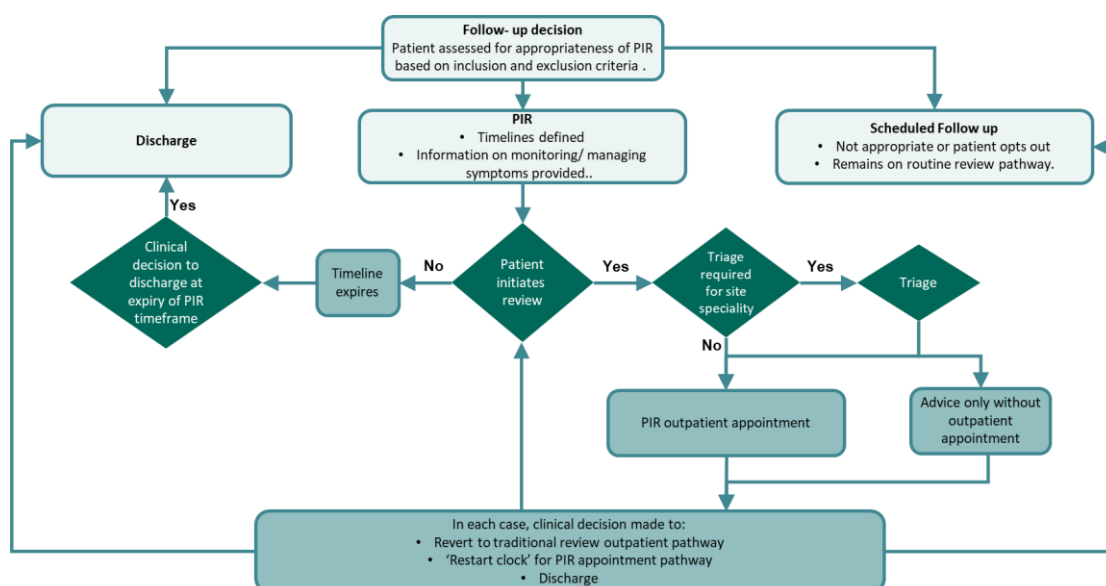 Follow- up decision
Patient assessed for appropriateness of PIR
based on inclusion and exclusion criteria .
Discharge
PIR
• Timelines defined
• Information on monitoring/ managing
symptoms provided..
Scheduled Follow up
• Not appropriate or patient opts out
• Remains on routine review pathway.
Yes
Clinical
decision to
discharge at
expiry of PIR
timeframe
Timeline
expires
No
Patient
initiates
review
Yes
Triage
required
for site
speciality
Yes
Triage
No
PIR outpatient appointment
Advice only without
outpatient
appointment
In each case, clinical decision made to:
• Revert to traditional review outpatient pathway
• ‘Restart clock’ for PIR appointment pathway
• Discharge